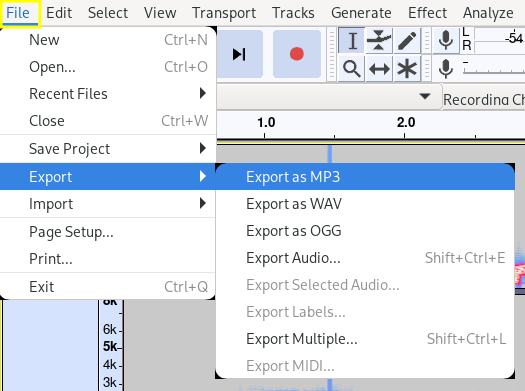 File Edit Select View Transport Tracks Generate Effect Analyze
New Ctrl+N
Open... Ctrl+O
Recent Files
Close Ctrl+W
Save Project
Export
Import
Page Setup...
Print...
Exit Ctrl+Q
L
R
-54
Recording Ch
1.0 2.0
Export as MP3
Export as WAV
Export as OGG
Export Audio... Shift+Ctrl+E
Export Selected Audio...
Export Labels...
Export Multiple... Shift+Ctrl+L
Export MIDI...
8k
6k
5k
4k
3k